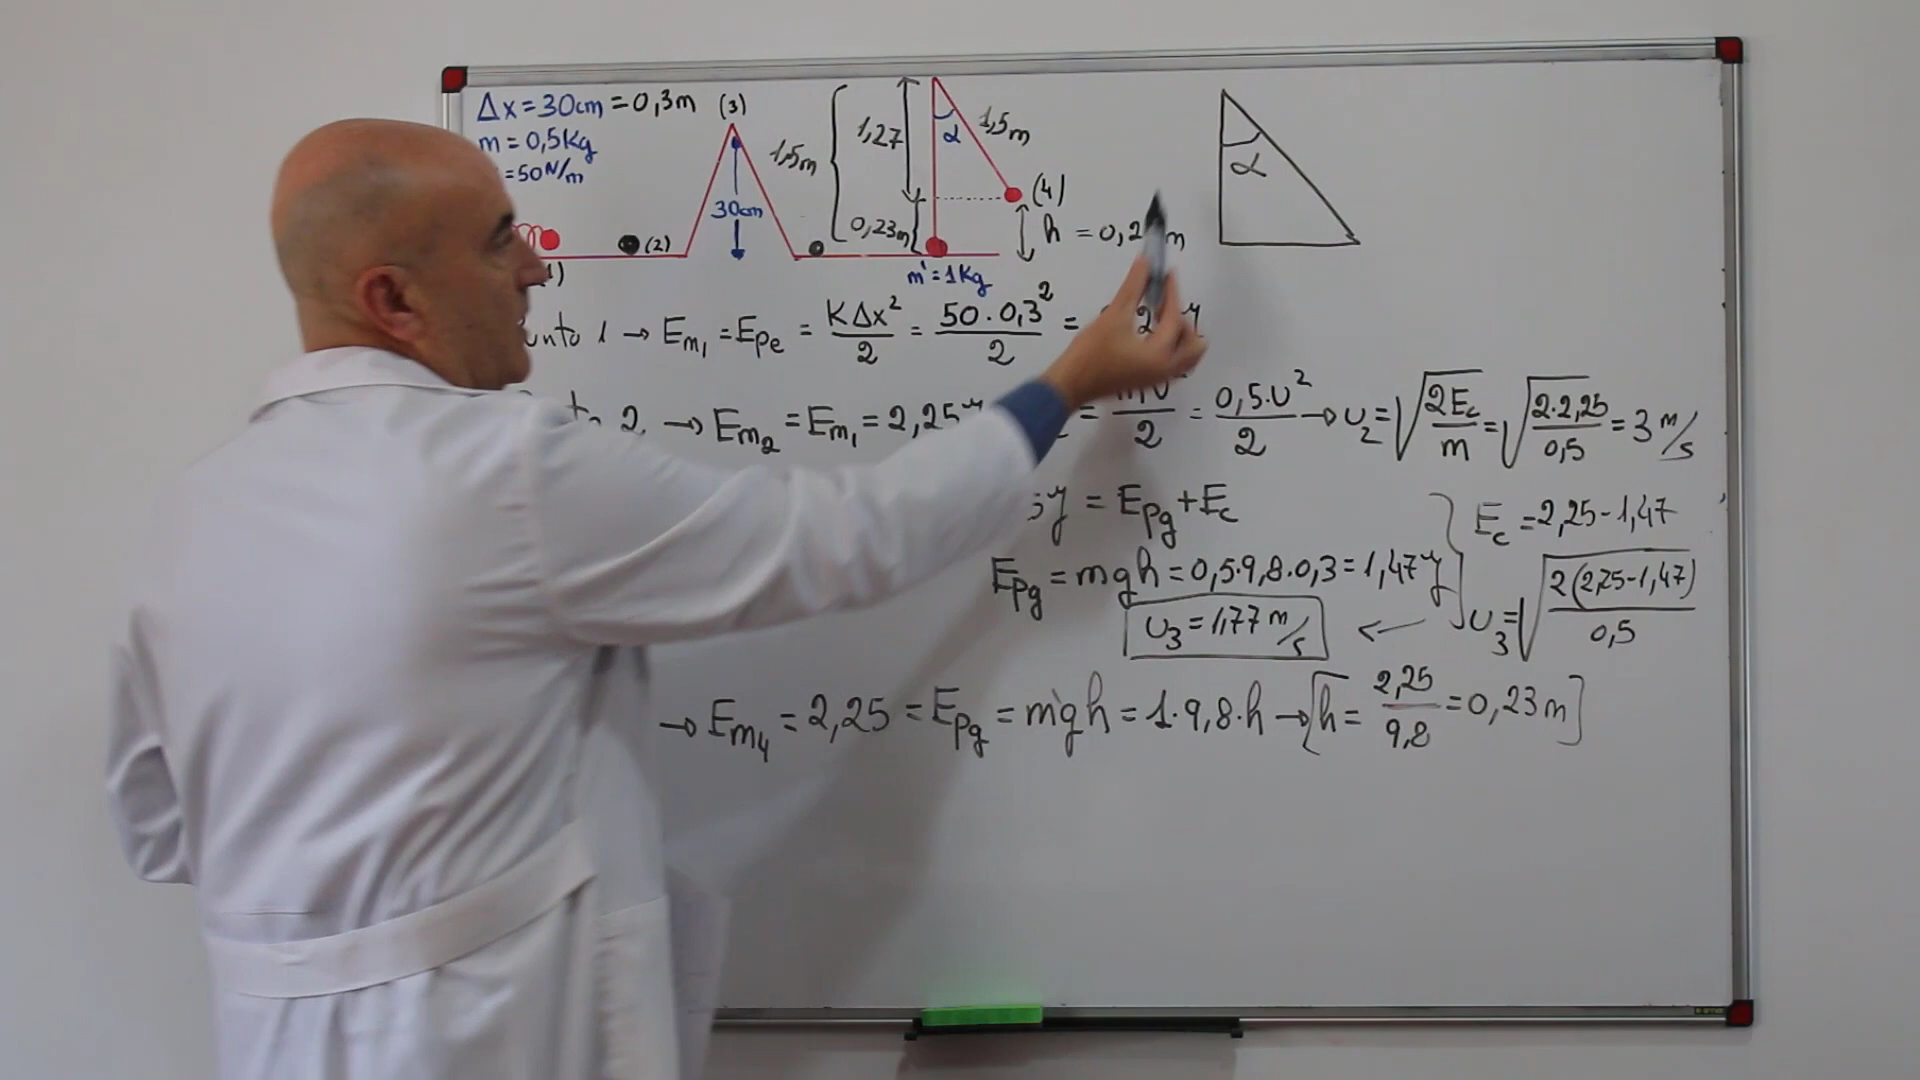 Δx = 30cm = 0,3m
m = 0,5Kg
= 50 N/m
(2)
(3)
30cm
1,5m
1,27
0,23m
α
1,5m
(4)
h = 0,2 m
m' = 1Kg
α
unto 1 → Em₁ = Epe = KΔx²/2 = 50 · 0,3²/2 =
2 → Em₂ = Em₁ = 2,25 = /2 = 0,5·v²/2 → v₂ = √(2Ec/m) = √(2·2,25/0,5) = 3 m/s
= Epg + Ec
Epg = mgh = 0,5·9,8·0,3 = 1,47 J
Ec = 2,25 - 1,47
v₃ = √(2(2,25-1,47)/0,5)
v₃ = 1,77 m/s
→ Em₄ = 2,25 = Epg = m'gh = 1·9,8·h → [h = 2,25/9,8 = 0,23m]